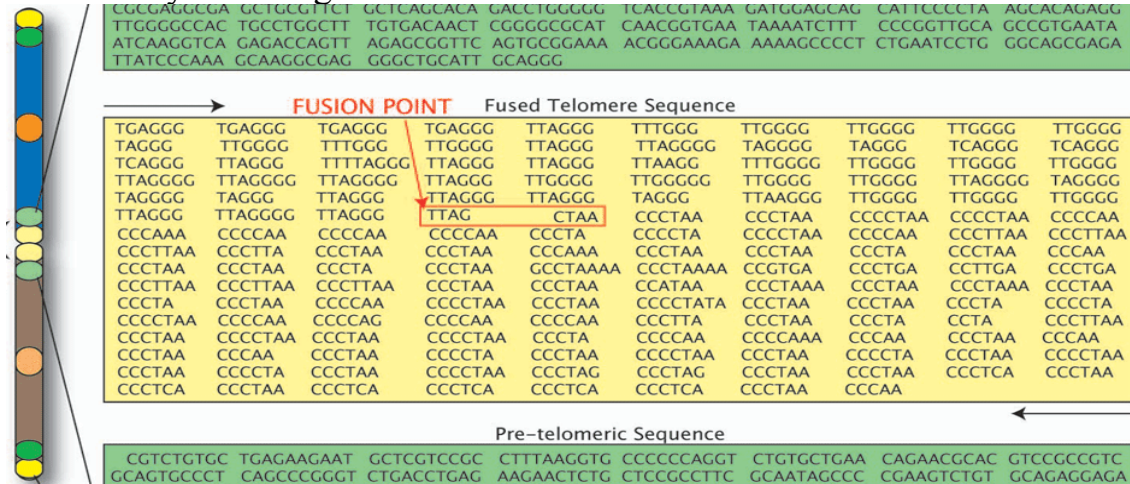 CGCGAGGCGA GCTGCGTTCT GCTCAGCACA GACCTGGGGG TCACCGTAAA GATGGAGCAG CATTCCCCTA AGCACAGAGG
TTGGGGCCAC TGCCTGGCTT TGTGACAACT CGGGGCGCAT CAACGGTGAA TAAAATCTTT CCCGGTTGCA GCCGTGAATA
ATCAAGGTCA GAGACCAGTT AGAGCGGTTC AGTGCGGAAA ACGGGAAAGA AAAAGCCCCT CTGAATCCTG GGCAGCGAGA
TTATCCCAAA GCAAGGCGAG GGGCTGCATT GCAGGG
FUSION POINT Fused Telomere Sequence
TGAGGG TGAGGG TGAGGG TGAGGG TTAGGG TTTGGG TTGGGG TTGGGG TTGGGG TTGGGG
TAGGG TTGGGG TTTGGG TTGGGG TTAGGG TTAGGGG TAGGGG TAGGG TCAGGG TCAGGG
TCAGGG TTAGGG TTTTAGGG TTAGGG TTAGGG TTAAGG TTTGGGG TTGGGG TTGGGG TTGGGG
TTAGGGG TTAGGGG TTAGGGG TTAGGG TTGGGG TTGGGGG TTGGGG TTAGGG TTGGGG TTGGGG
TAGGGG TAGGG TTAGGG TTAGGG TTAGGG TAGGG TTAAGGG TTGGGG TTGGGG TTGGGG
TTAGGG TTAGGGG TTAGGG TTAG CTAA CCCTAA CCCTAA CCCCTAA CCCCTAA CCCCAA
CCCAAA CCCCAA CCCCAA CCCCAA CCCTA CCCCTA CCCCTAA CCCCAA CCCTTAA CCCTTAA
CCCTTAA CCCTTA CCCTAA CCCTAA CCCAAA CCCTAA CCCCTAA CCCTA CCCTAA CCCAA
CCCTAA CCCTAA CCCTA CCCTAA GCCTAAAA CCCTAAAA CCGTGA CCCTGA CCTTGA CCCTGA
CCCTTAA CCCTTAA CCCTTAA CCCTAA CCCTAA CCATAA CCCTAAA CCCTAA CCCTAAA CCCTAA
CCCTA CCCTAA CCCCAA CCCCTAA CCCTAA CCCCTATA CCCTAA CCCTAA CCCTA CCCCTA
CCCCTAA CCCCAA CCCCAG CCCCAA CCCCAA CCCTTA CCCCTAA CCCTA CCTA CCCTTAA
CCCTAA CCCCTAA CCCTAA CCCCTAA CCCTA CCCCAA CCCCAAA CCCAA CCCTAA CCCAA
CCCTAA CCCAA CCCTAA CCCCTA CCCTAA CCCCTAA CCCTAA CCCCTA CCCTAA CCCCTAA
CCCTAA CCCCTA CCCTAA CCCCTAA CCCTAG CCCTAG CCCTAA CCCTAA CCCTCA CCCTAA
CCCTCA CCCTAA CCCTCA CCCTCA CCCTCA CCCTCA CCCTAA CCCAA
Pre-telomeric Sequence
CGTCTGTGC TGAGAAGAAT GCTCGTCCGC CTTTAAGGTG CCCCCCAGGT CTGTGCTGAA CAGAACGCAC GTCCGCCGTC
GCAGTGCCCT CAGCCCGGGT CTGACCTGAG AAGAACTCTG CTCCGCCTTC GCAATAGCCC CGAAGTCTGT GCAGAGGAGA